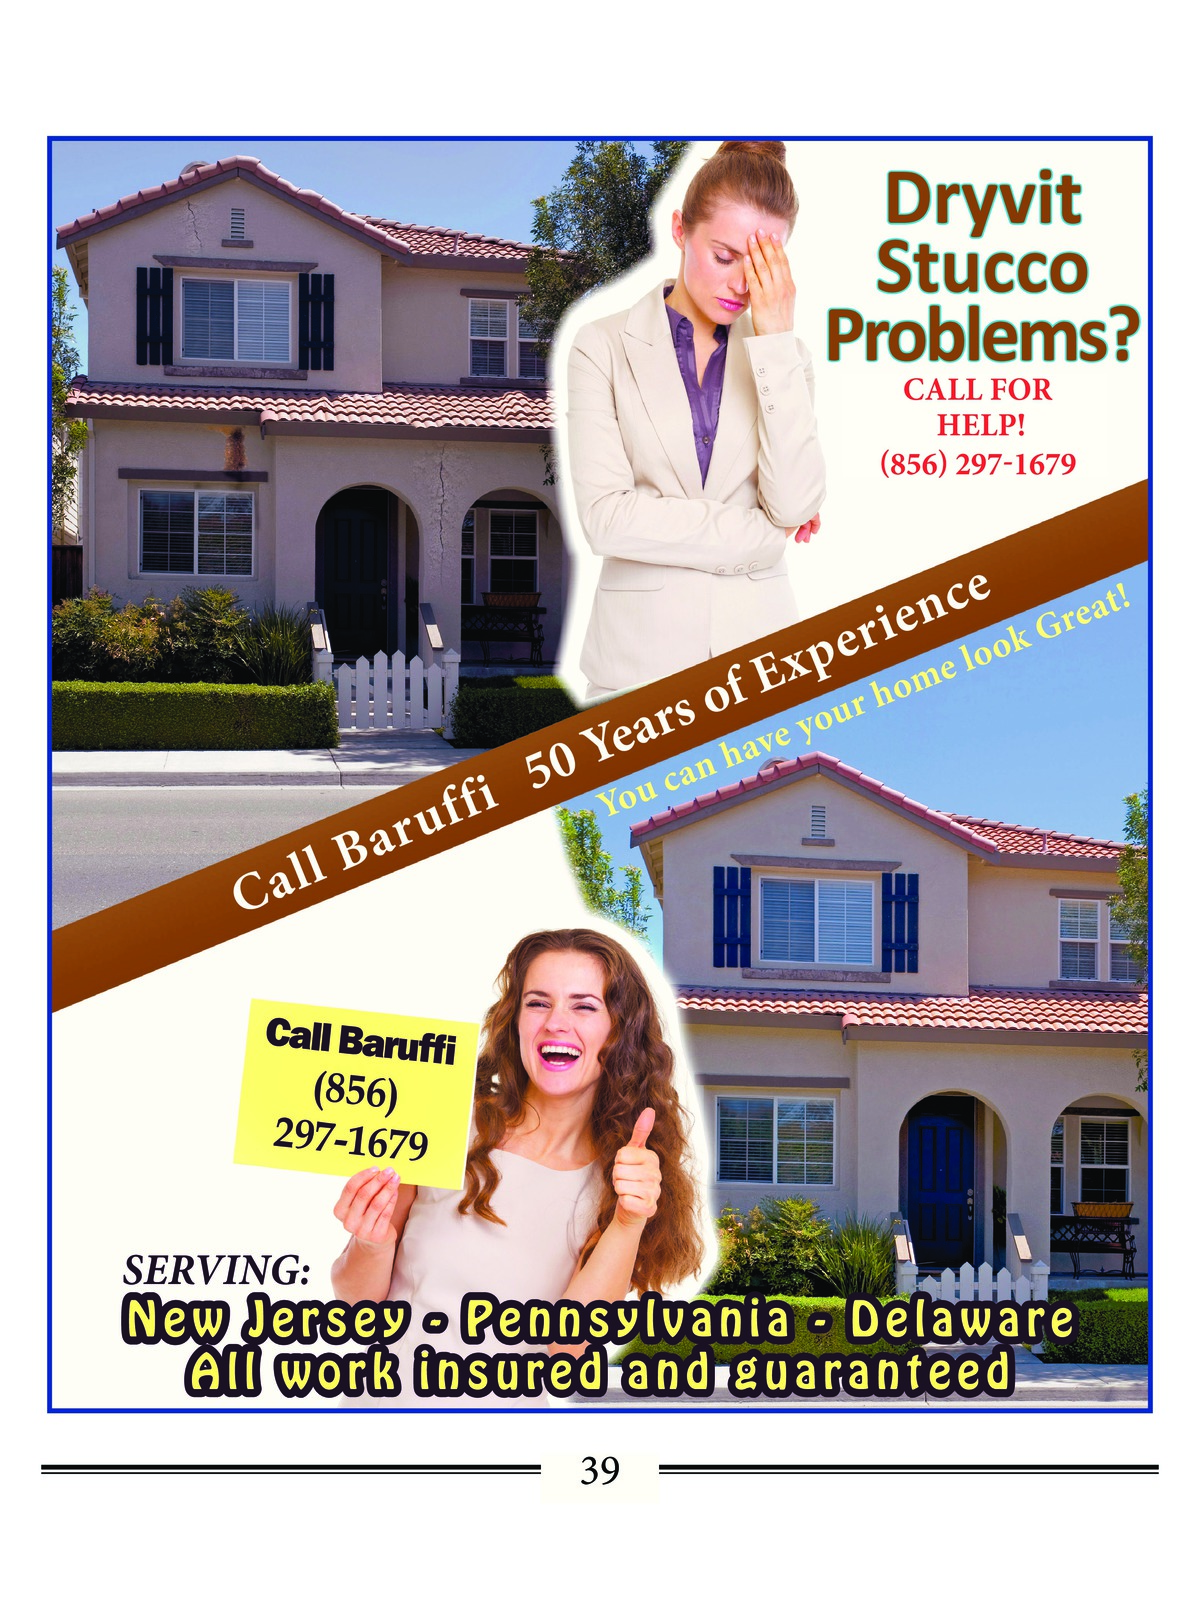 Dryvit
Stucco
Problems?
CALL FOR
HELP!
(856) 297-1679
Call Baruffi 50 Years of Experience
You can have your home look Great!
Call Baruffi
(856)
297-1679
SERVING:
New Jersey - Pennsylvania - Delaware
All work insured and guaranteed
39